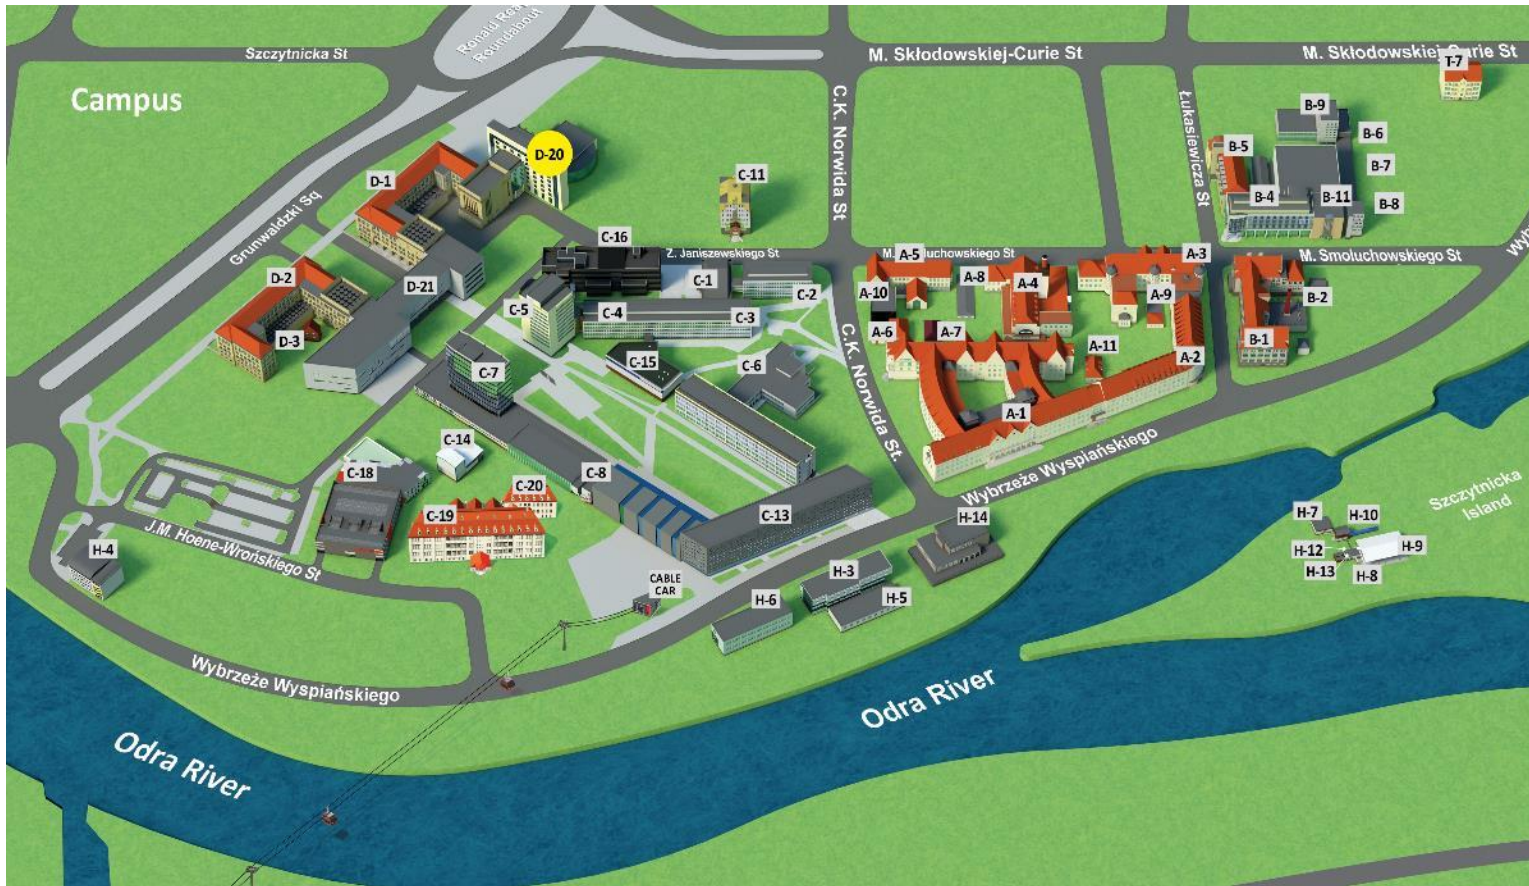 Szczytnicka St
Ronald Rea
Roundabout
M. Skłodowskiej-Curie St
M. Skłodowskiej-Curie St
Campus
T-7
C.K. Norwida St
Łukasiewicza St
B-9
B-6
B-5
B-7
B-4
B-11
B-8
D-20
D-1
C-11
Grunwaldzki Sq
C-16
Z. Janiszewskiego St
M.
uchowskiego St
A-5
A-3
M. Smoluchowskiego St
Wyb
D-2
D-21
C-1
C-2
A-10
A-8
A-4
A-9
B-2
C-5
C-4
C-3
D-3
A-6
A-7
A-11
A-2
B-1
C-7
C-15
C-6
C.K. Norwida St.
A-1
C-14
C-18
C-8
Wybrzeże Wyspiańskiego
C-20
C-19
C-13
J.M. Hoene-Wrońskiego St
H-4
H-14
Szczytnicka
Island
H-7
H-10
H-12
H-9
H-13
H-8
CABLE
CAR
H-3
H-6
H-5
Wybrzeże Wyspiańskiego
Odra River
Odra River